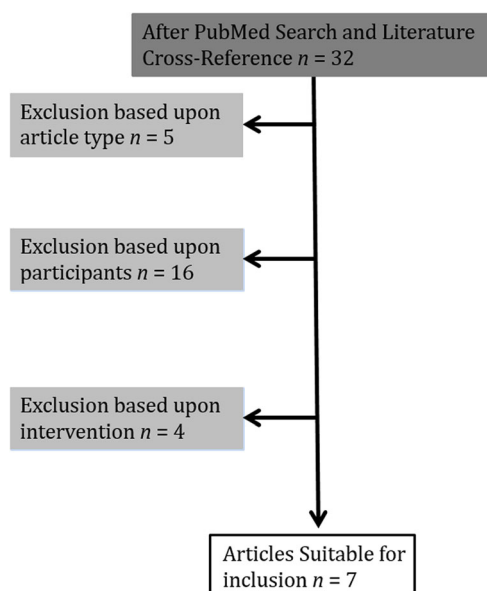 After PubMed Search and Literature
Cross-Reference n = 32
Exclusion based upon
article type n = 5
Exclusion based upon
participants n = 16
Exclusion based upon
intervention n = 4
Articles Suitable for
inclusion n = 7